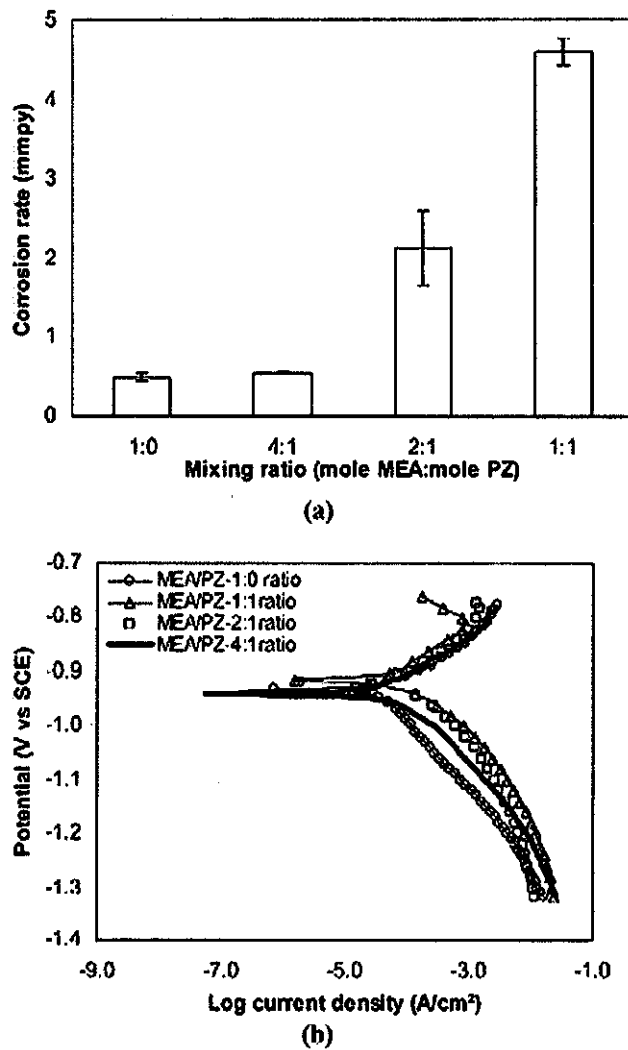 5
4
3
2
1
0
Corrosion rate (mmpy)
1:0 4:1 2:1 1:1
Mixing ratio (mole MEA:mole PZ)
(a)
-0.7
-0.8
-0.9
-1.0
-1.1
-1.2
-1.3
-1.4
Potential (V vs SCE)
MEA/PZ-1:0 ratio
MEA/PZ-1:1ratio
MEA/PZ-2:1ratio
MEA/PZ-4:1ratio
-9.0 -7.0 -5.0 -3.0 -1.0
Log current density (A/cm²)
(b)